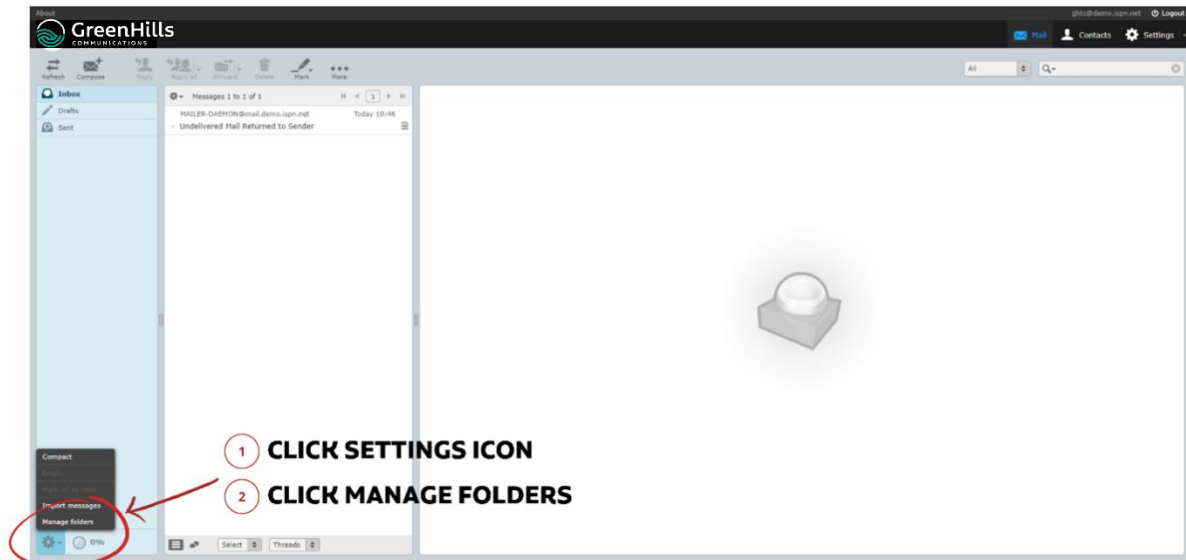 About
ghtc@demo.ispn.net Logout
GreenHills
COMMUNICATIONS
Mail Contacts Settings
Refresh Compose Reply Reply all Forward Delete Mark More
All
Inbox
Messages 1 to 1 of 1
1
Drafts
MAILER-DAEMON@mail.demo.ispn.net Today 10:46
Sent
Undelivered Mail Returned to Sender
1 CLICK SETTINGS ICON
Compact
Empty
Mark all as read
2 CLICK MANAGE FOLDERS
Import messages
Manage folders
0%
Select Threads